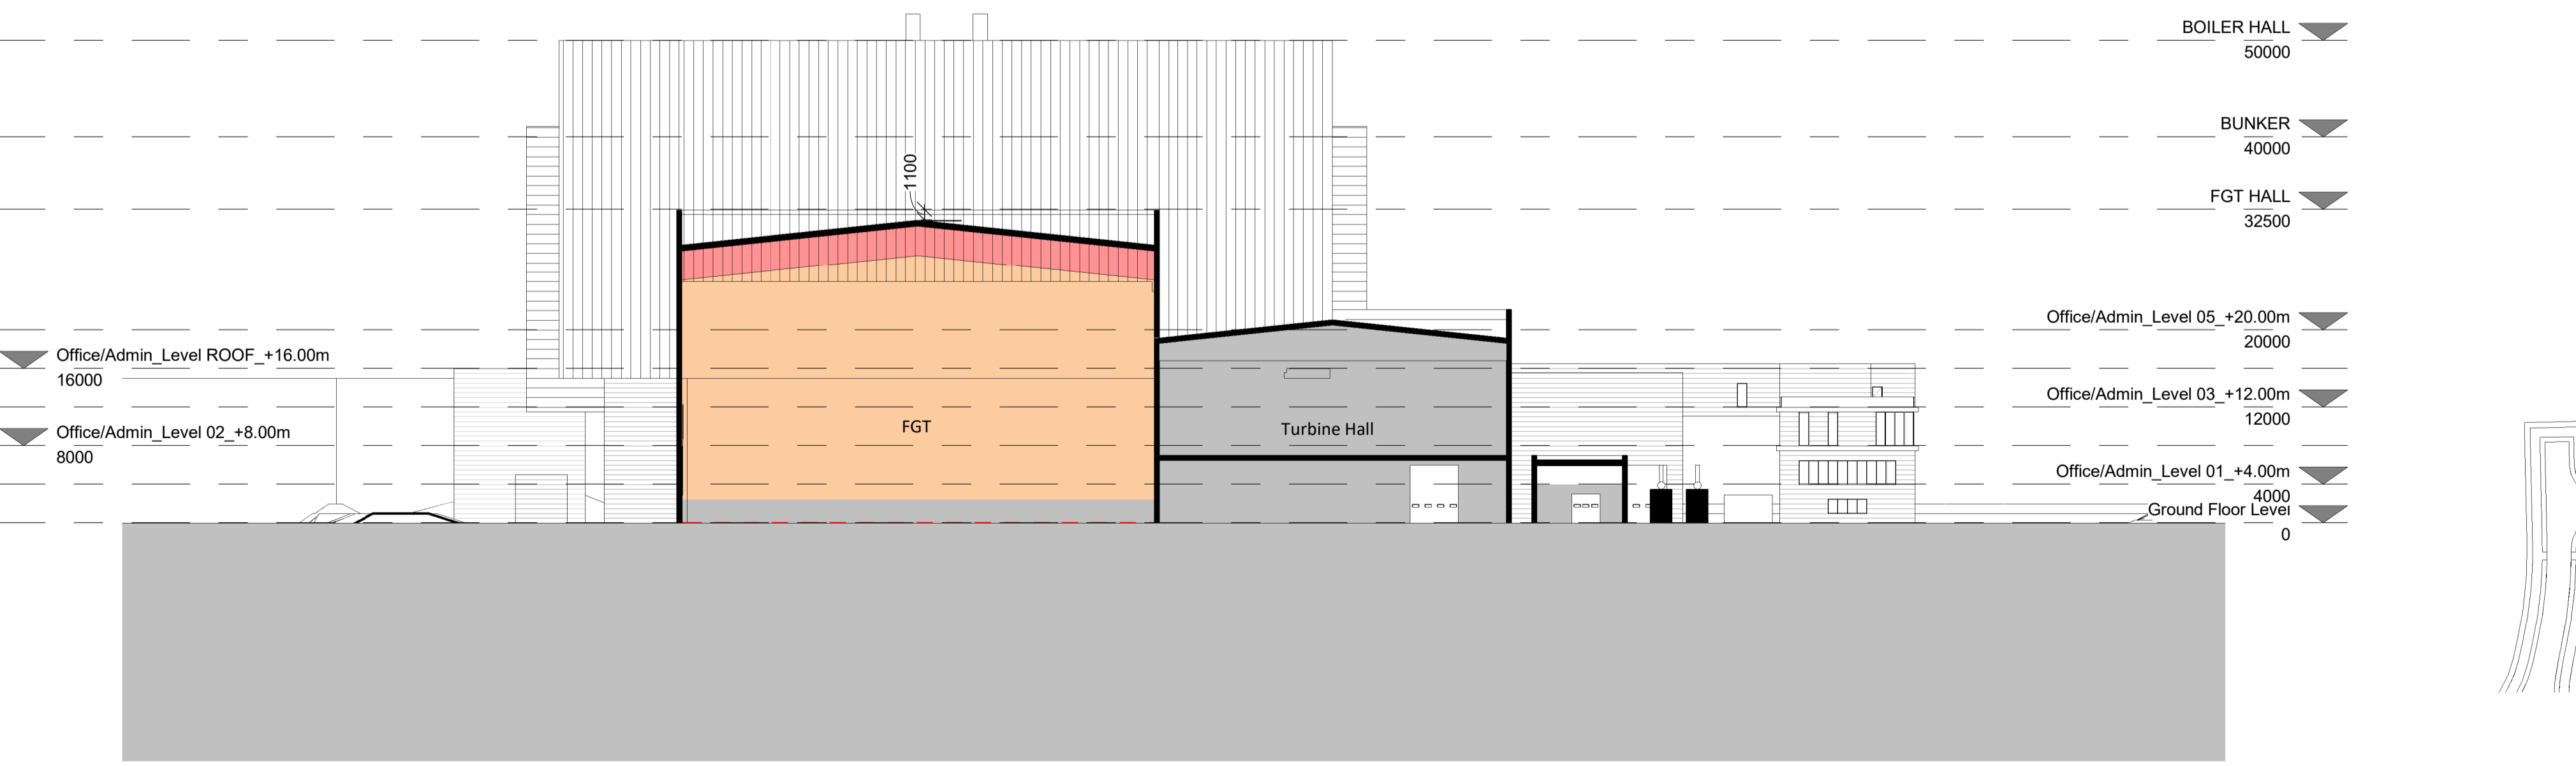 BOILER HALL
50000
BUNKER
40000
1100
FGT HALL
32500
Office/Admin_Level 05_+20.00m
20000
Office/Admin_Level ROOF_+16.00m
16000
Office/Admin_Level 03_+12.00m
12000
FGT
Turbine Hall
Office/Admin_Level 02_+8.00m
8000
Office/Admin_Level 01_+4.00m
4000
Ground Floor Level
0